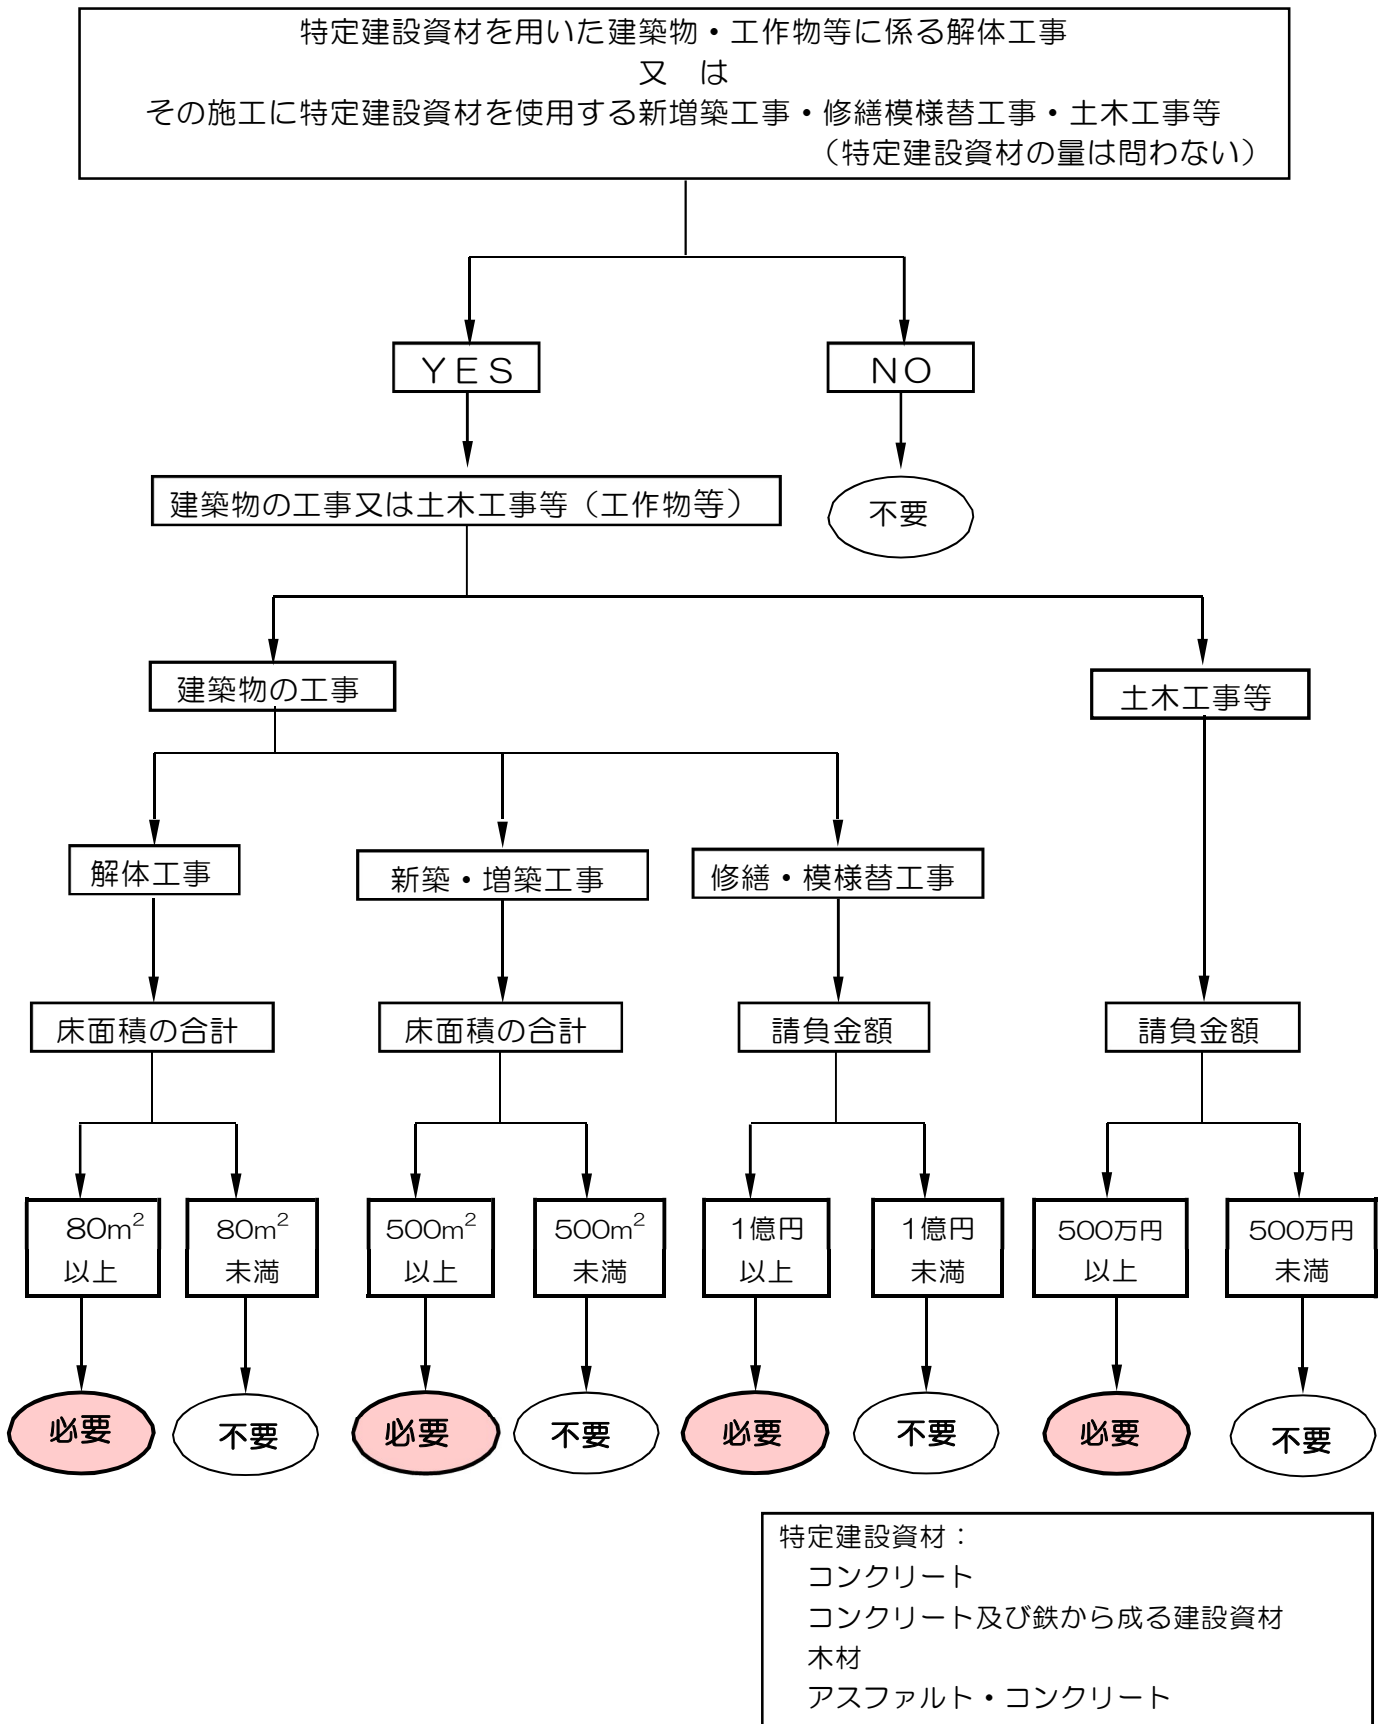 特定建設資材を用いた建築物・工作物等に係る解体工事
又　は
その施工に特定建設資材を使用する新増築工事・修繕模様替工事・土木工事等
（特定建設資材の量は問わない）
ＹＥＳ
ＮＯ
建築物の工事又は土木工事等（工作物等）
不要
建築物の工事
土木工事等
解体工事
新築・増築工事
修繕・模様替工事
床面積の合計
床面積の合計
請負金額
請負金額
80m²
以上
80m²
未満
500m²
以上
500m²
未満
1億円
以上
1億円
未満
500万円
以上
500万円
未満
必要
不要
必要
不要
必要
不要
必要
不要
特定建設資材：
コンクリート
コンクリート及び鉄から成る建設資材
木材
アスファルト・コンクリート